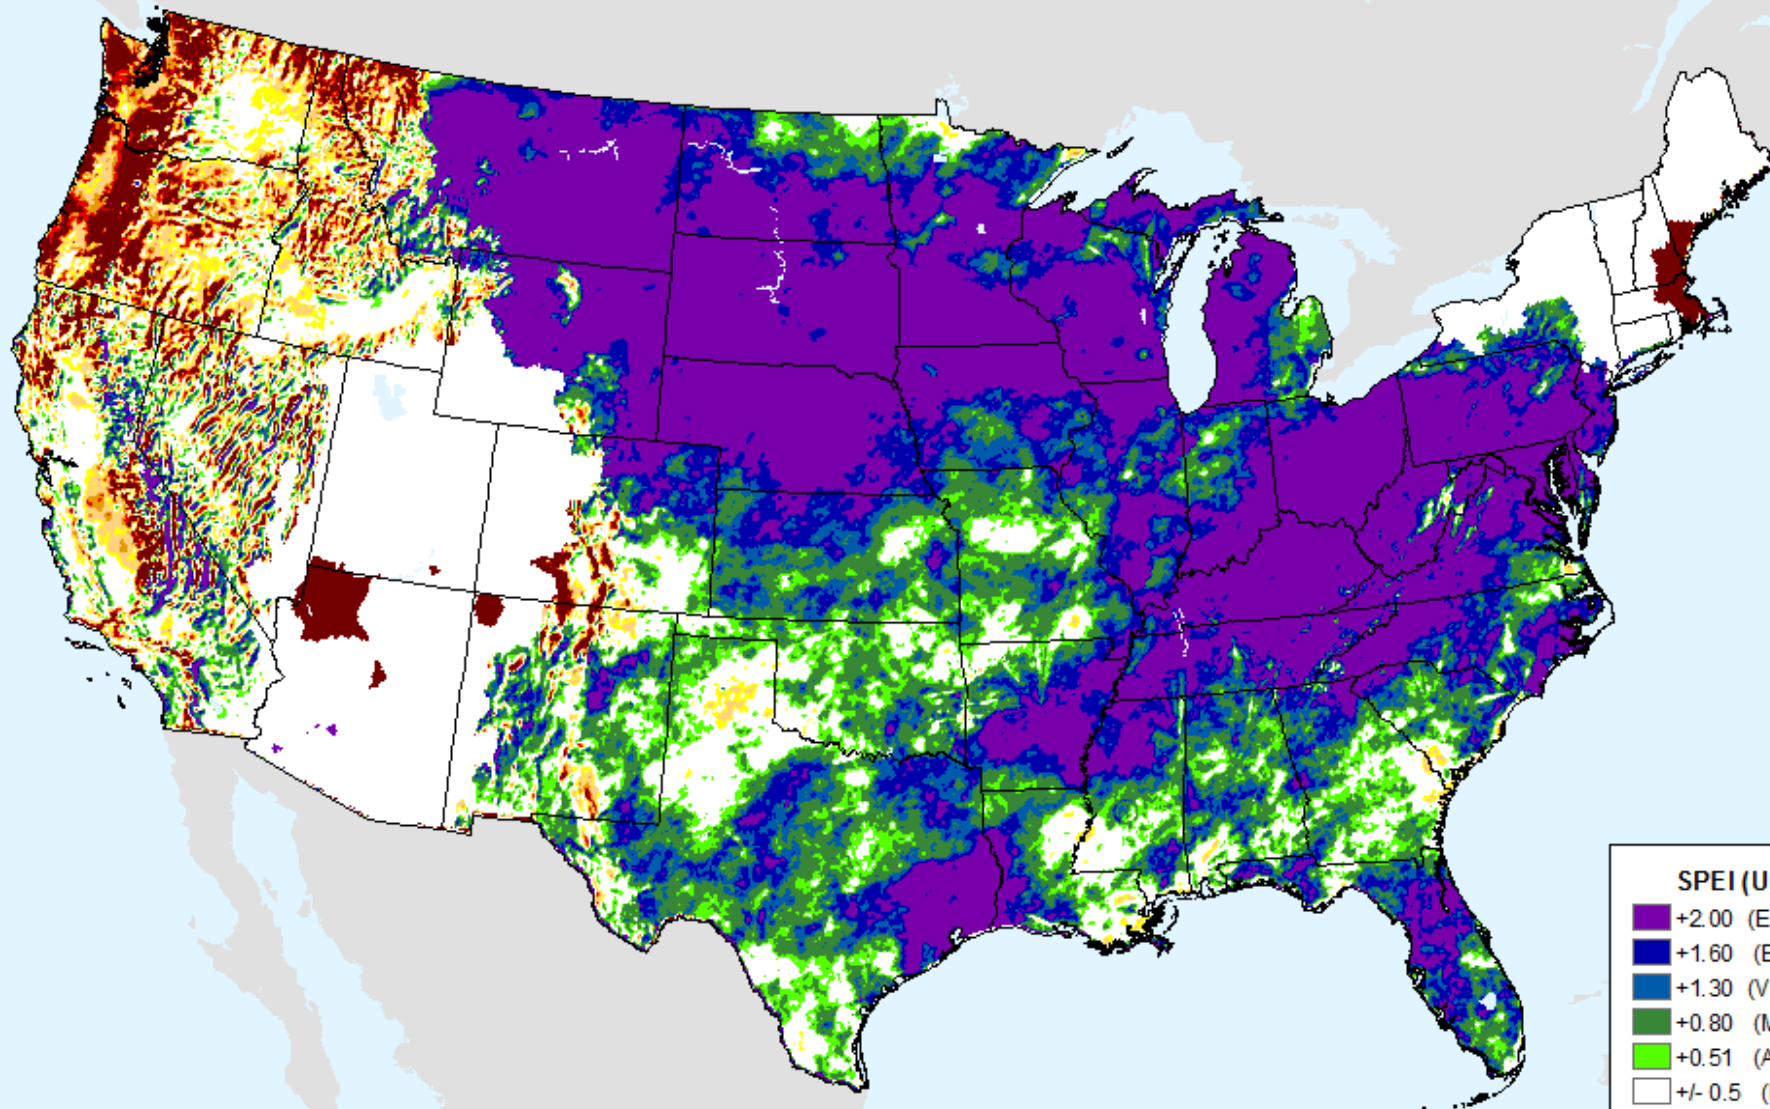 SPEI (U
+2.00 (E
+1.60 (E
+1.30 (V
+0.80 (M
+0.51 (A
+/- 0.5 (